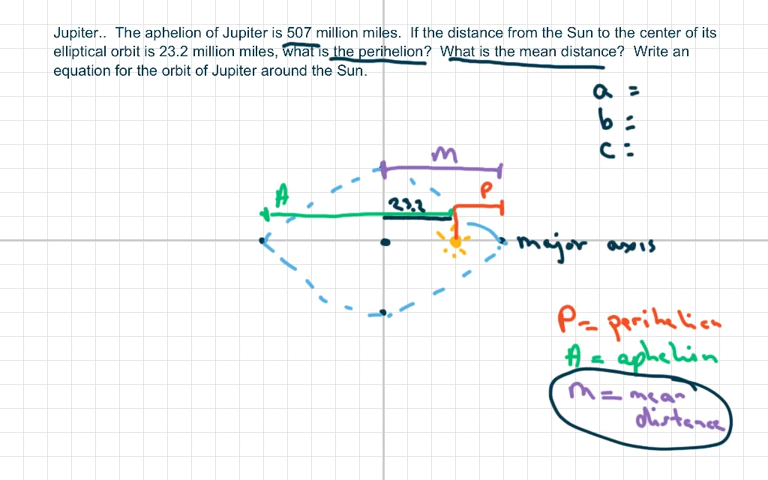 Jupiter.. The aphelion of Jupiter is 507 million miles. If the distance from the Sun to the center of its
elliptical orbit is 23.2 million miles, what is the perihelion? What is the mean distance? Write an
equation for the orbit of Jupiter around the Sun.
a =
b =
c =
M
A
P
23.2
major axis
P = perihelion
A = aphelion
M = mean
distance